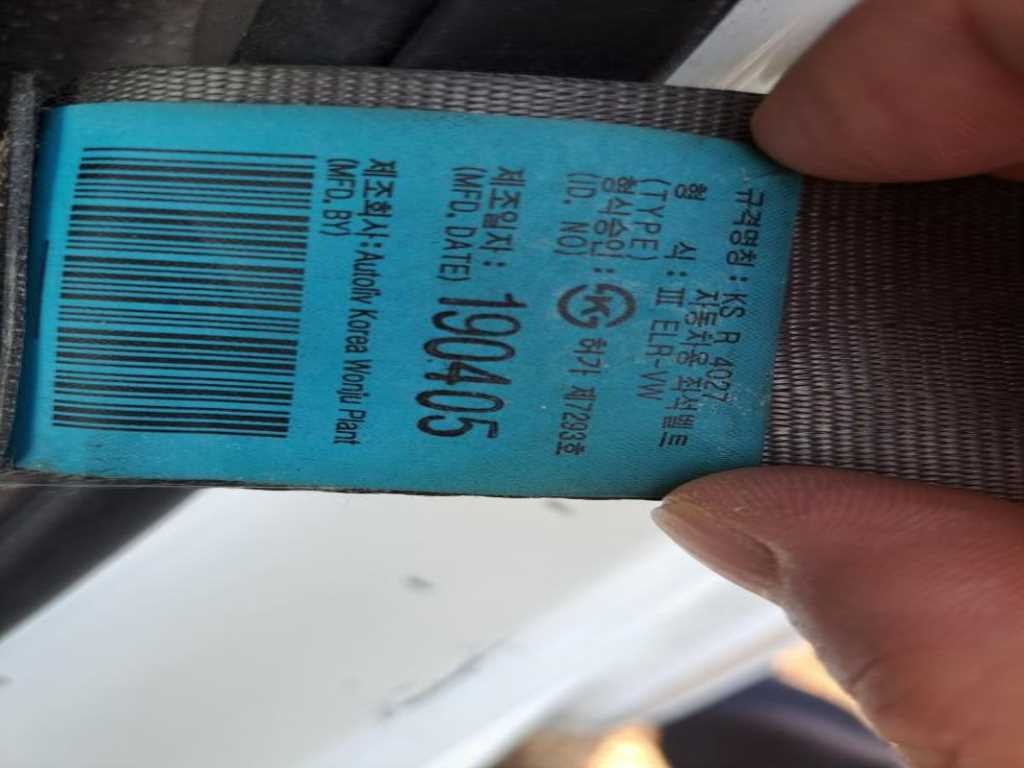 규격명칭 : KS R 4027
자동차용 좌석벨트
형 식 : Ⅲ ELR-VW
(TYPE)
형식승인 : KC 허가 제7293호
(ID. NO)
제조일자 : 190405
(MFD. DATE)
제조회사 : Autoliv Korea Wonju Plant
(MFD. BY)